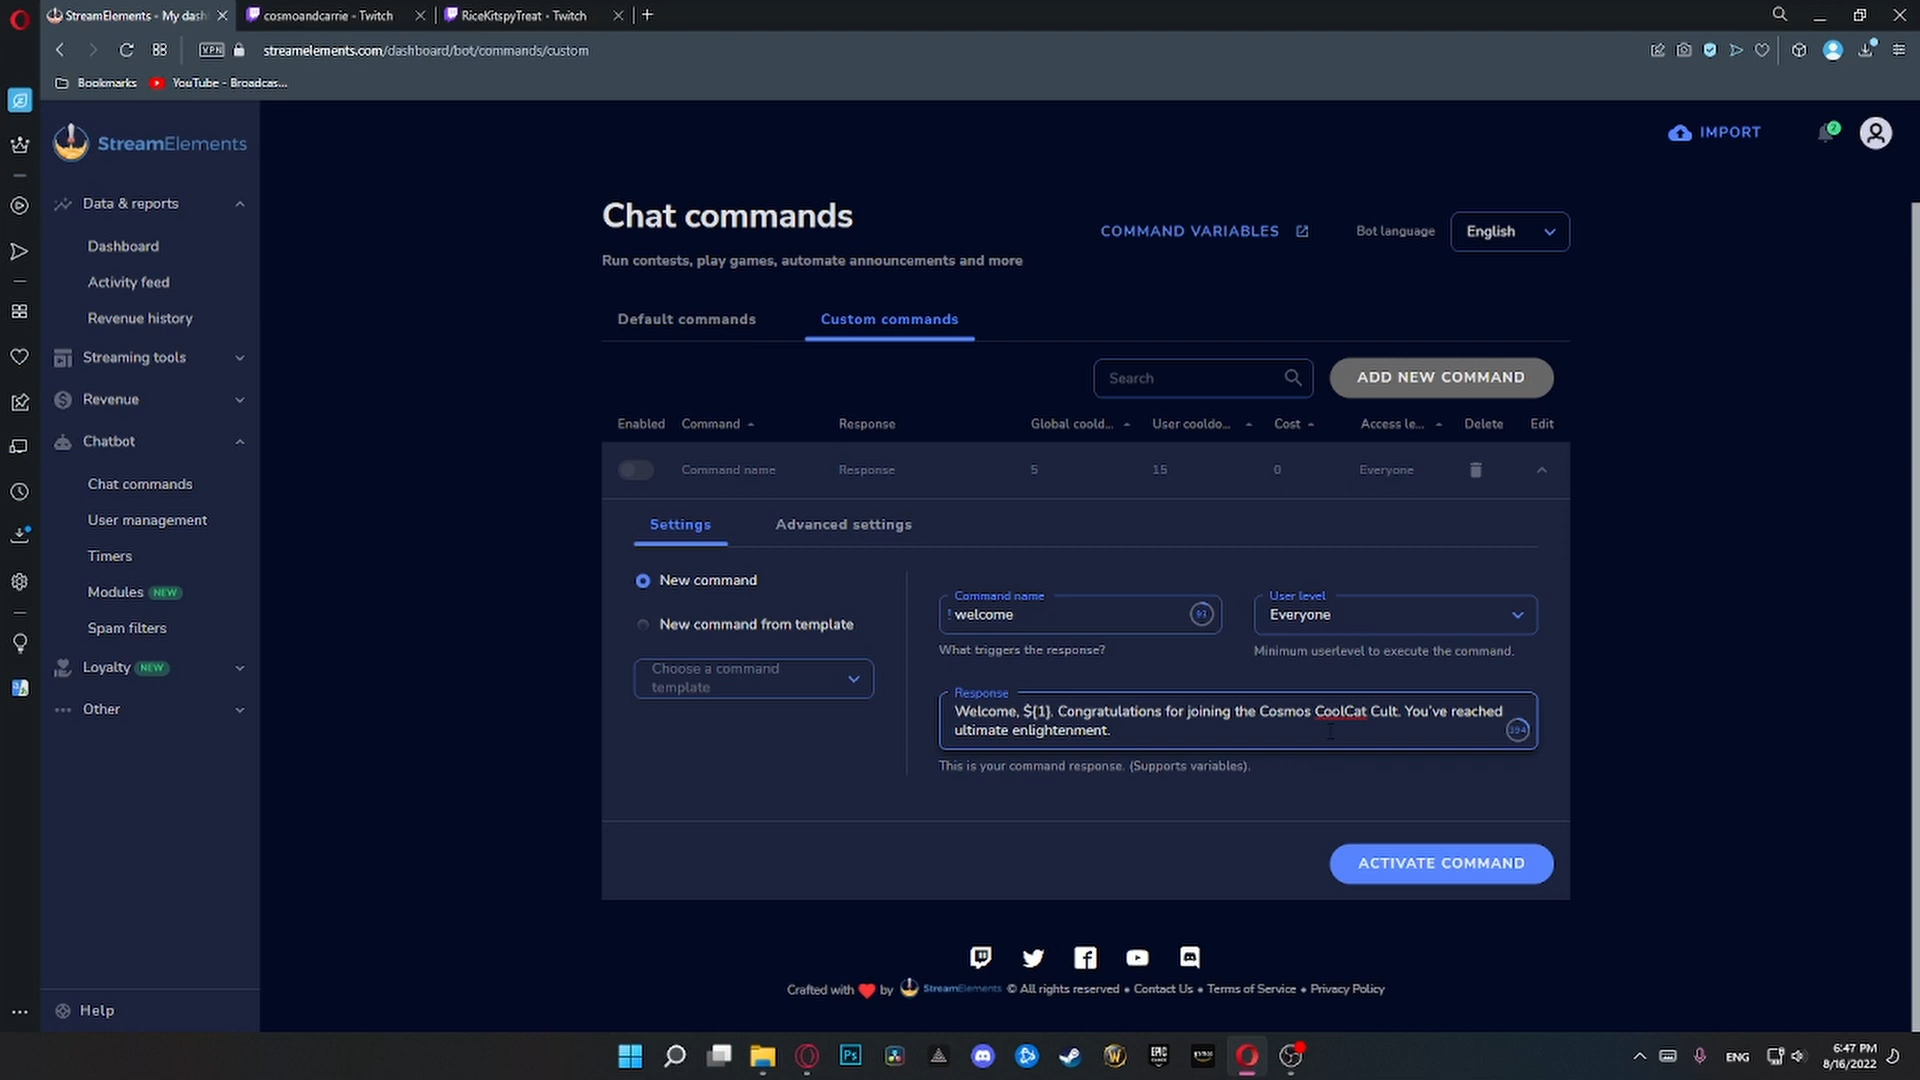 StreamElements - My dash
cosmoandcarrie - Twitch
RiceKitspyTreat - Twitch
VPN
streamelements.com/dashboard/bot/commands/custom
Bookmarks
YouTube - Broadcas...
StreamElements
IMPORT
Data & reports
Dashboard
Activity feed
Revenue history
Streaming tools
Revenue
Chatbot
Chat commands
User management
Timers
Modules NEW
Spam filters
Loyalty NEW
Other
Help
Chat commands
Run contests, play games, automate announcements and more
COMMAND VARIABLES
Bot language
English
Default commands
Custom commands
Search
ADD NEW COMMAND
Enabled Command Response Global coold... User cooldo... Cost Access le... Delete Edit
Command name Response 5 15 0 Everyone
Settings
Advanced settings
New command
New command from template
Choose a command
template
Command name
! welcome
93
What triggers the response?
User level
Everyone
Minimum userlevel to execute the command.
Response
Welcome, ${1}. Congratulations for joining the Cosmos CoolCat Cult. You've reached
ultimate enlightenment.
394
This is your command response. (Supports variables).
ACTIVATE COMMAND
Crafted with by StreamElements © All rights reserved • Contact Us • Terms of Service • Privacy Policy
Ps
ENG
6:47 PM
8/16/2022